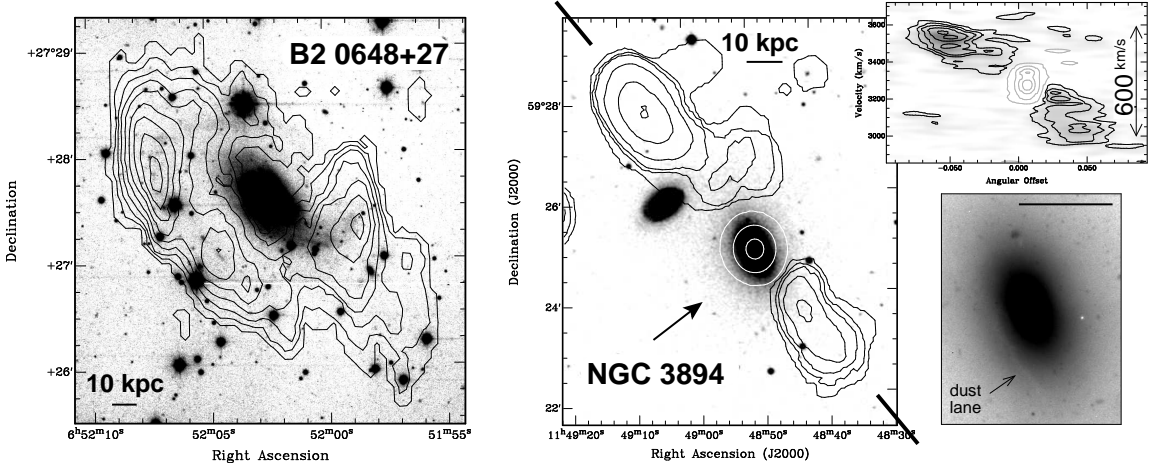 B2 0648+27
+27°29′
+28′
+27′
+26′
Declination
10 kpc
6ʰ52ᵐ10ˢ
52ᵐ05ˢ
52ᵐ00ˢ
51ᵐ55ˢ
Right Ascension
10 kpc
59°28′
26′
24′
22′
Declination (J2000)
NGC 3894
11ʰ49ᵐ20ˢ
49ᵐ10ˢ
49ᵐ00ˢ
48ᵐ50ˢ
48ᵐ40ˢ
48ᵐ30ˢ
Right Ascension (J2000)
3600
3400
3200
3000
Velocity (km/s)
600 km/s
−0.050
0.000
0.050
Angular Offset
dust
lane